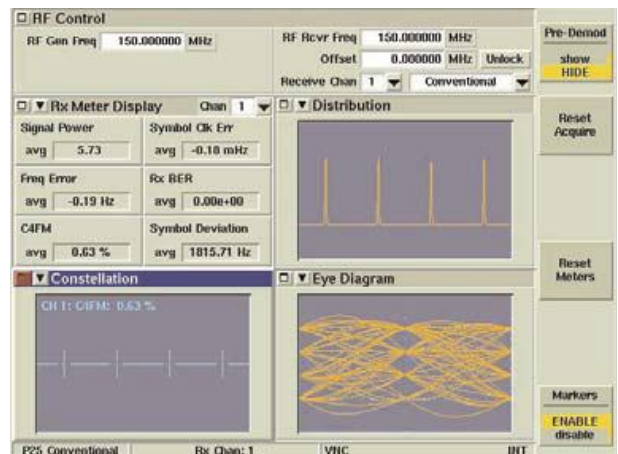 RF Control
RF Gen Freq 150.000000 MHz
RF Rcvr Freq 150.000000 MHz
Offset 0.000000 MHz Unlock
Receive Chan 1 Conventional
Rx Meter Display Chan 1
Signal Power
avg 5.73
Symbol Clk Err
avg -0.18 mHz
Freq Error
avg -0.19 Hz
Rx BER
avg 0.00e+00
C4FM
avg 0.63 %
Symbol Deviation
avg 1815.71 Hz
Distribution
Constellation
CH 1: C4FM: 0.63 %
Eye Diagram
Pre-Demod
show
HIDE
Reset
Acquire
Reset
Meters
Markers
ENABLE
disable
P25 Conventional Rx Chan: 1 VNC INT